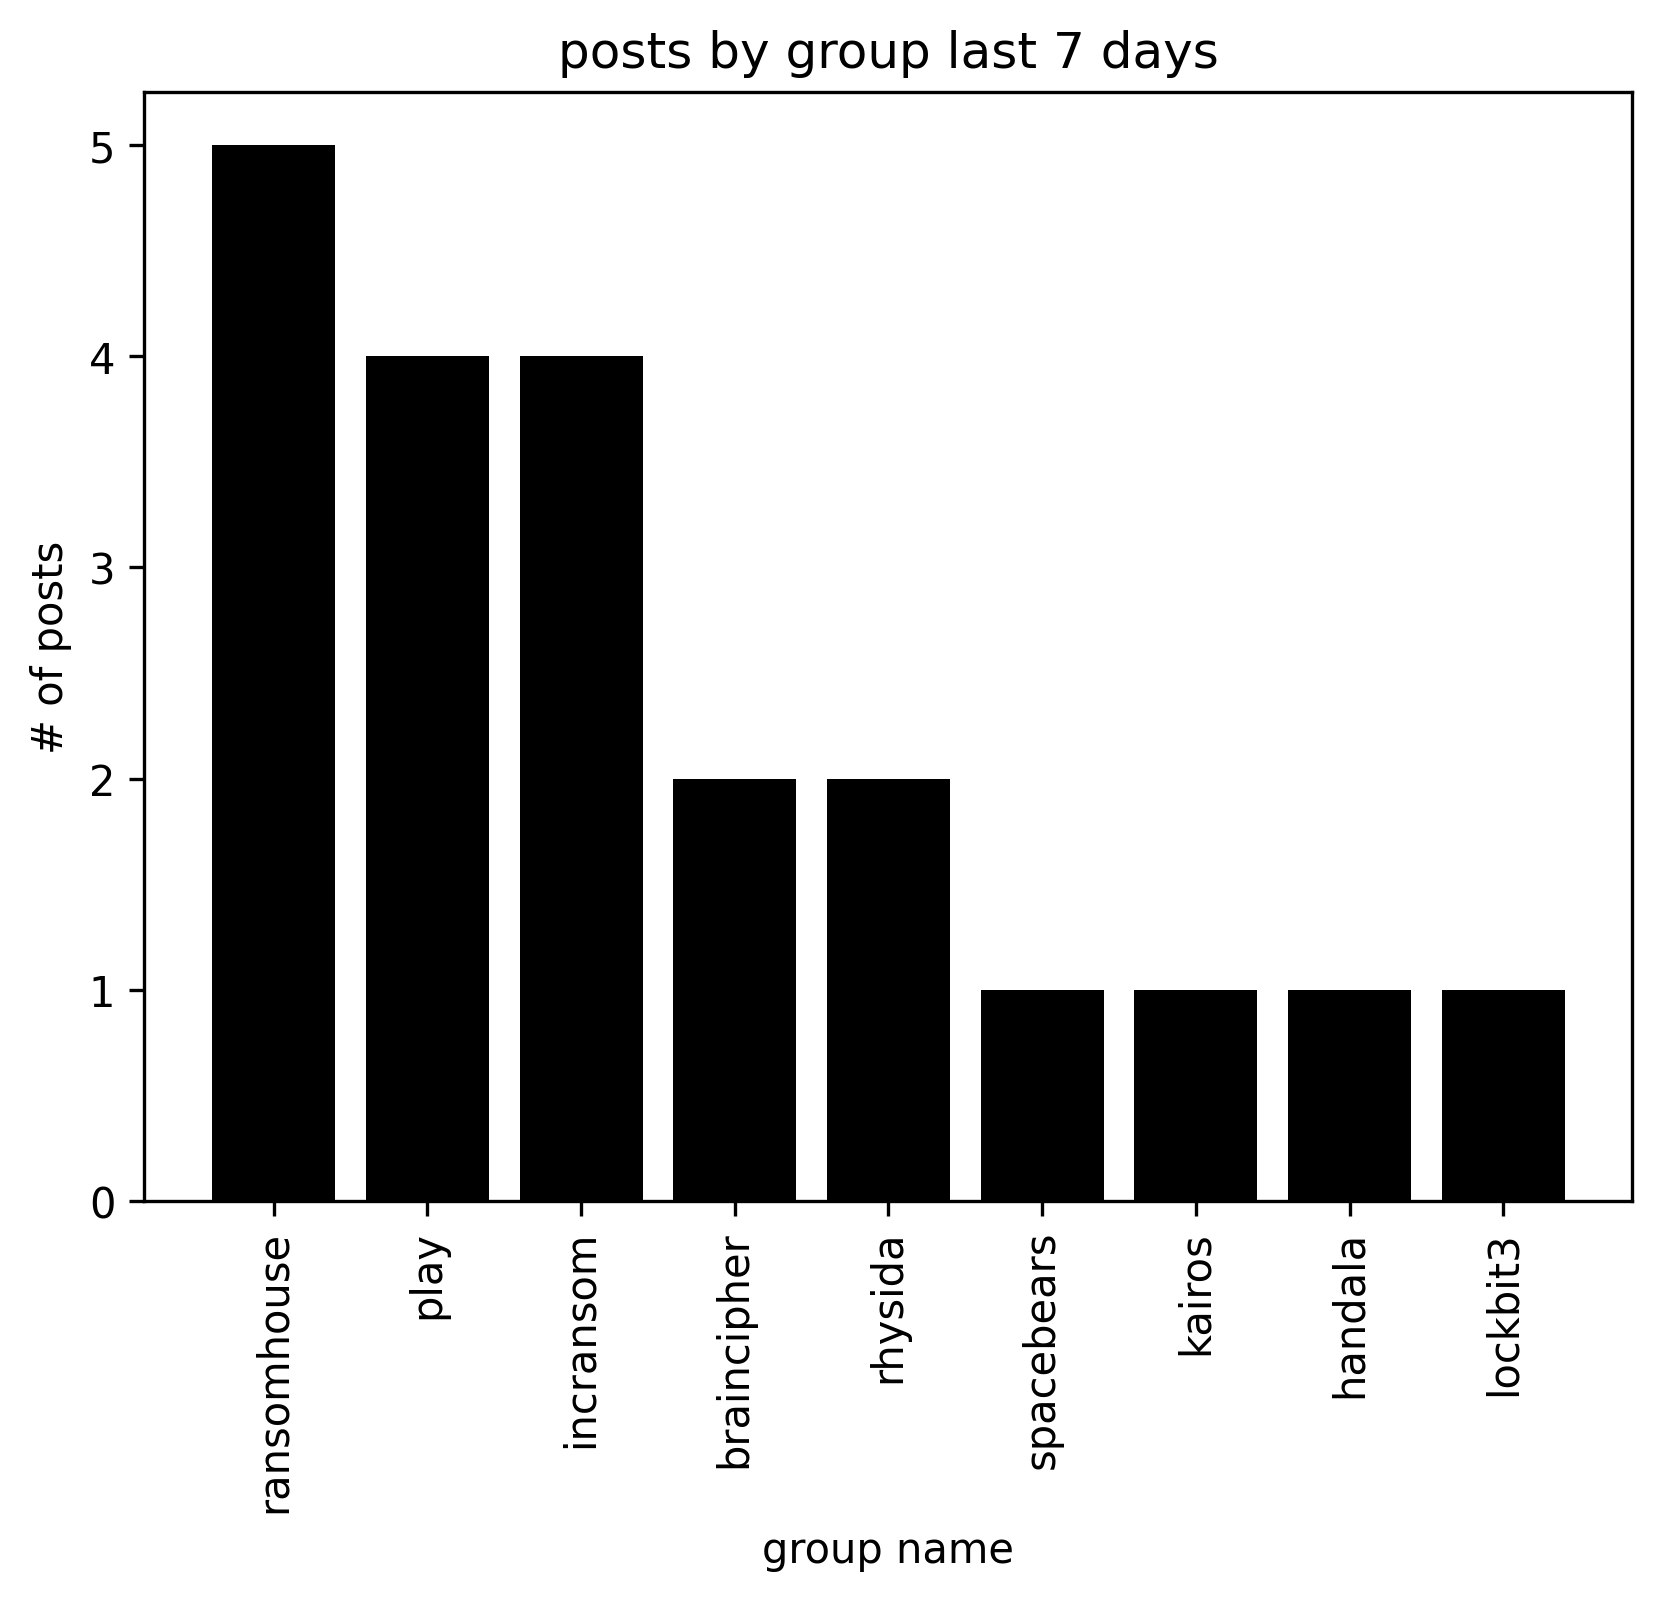 posts by group last 7 days
5
4
3
2
1
0
# of posts
ransomhouse
play
incransom
braincipher
rhysida
spacebears
kairos
handala
lockbit3
group name